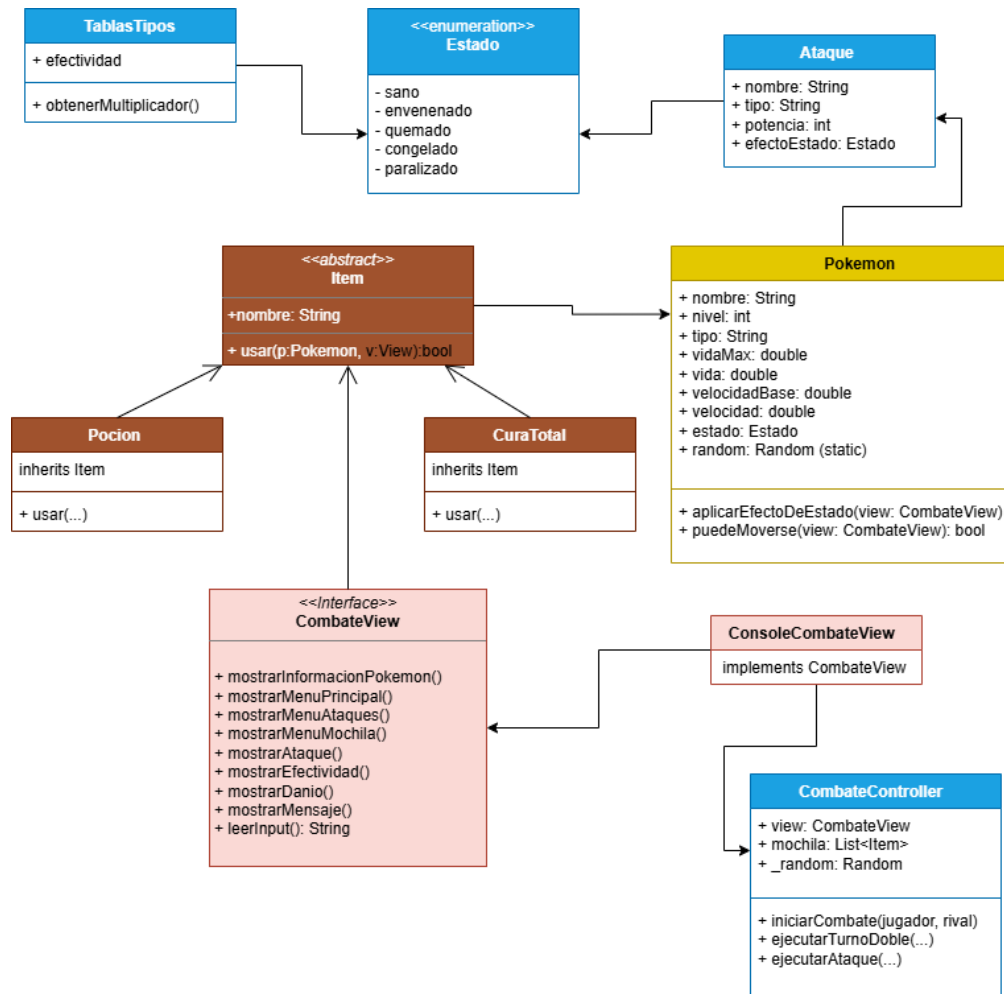 TablasTipos
+ efectividad
+ obtenerMultiplicador()
<<enumeration>>
Estado
- sano
- envenenado
- quemado
- congelado
- paralizado
Ataque
+ nombre: String
+ tipo: String
+ potencia: int
+ efectoEstado: Estado
<<abstract>>
Item
+nombre: String
+ usar(p:Pokemon, v:View):bool
Pokemon
+ nombre: String
+ nivel: int
+ tipo: String
+ vidaMax: double
+ vida: double
+ velocidadBase: double
+ velocidad: double
+ estado: Estado
+ random: Random (static)
+ aplicarEfectoDeEstado(view: CombateView)
+ puedeMoverse(view: CombateView): bool
Pocion
inherits Item
+ usar(...)
CuraTotal
inherits Item
+ usar(...)
<<Interface>>
CombateView
+ mostrarInformacionPokemon()
+ mostrarMenuPrincipal()
+ mostrarMenuAtaques()
+ mostrarMenuMochila()
+ mostrarAtaque()
+ mostrarEfectividad()
+ mostrarDanio()
+ mostrarMensaje()
+ leerInput(): String
ConsoleCombateView
implements CombateView
CombateController
+ view: CombateView
+ mochila: List<Item>
+ _random: Random
+ iniciarCombate(jugador, rival)
+ ejecutarTurnoDoble(...)
+ ejecutarAtaque(...)